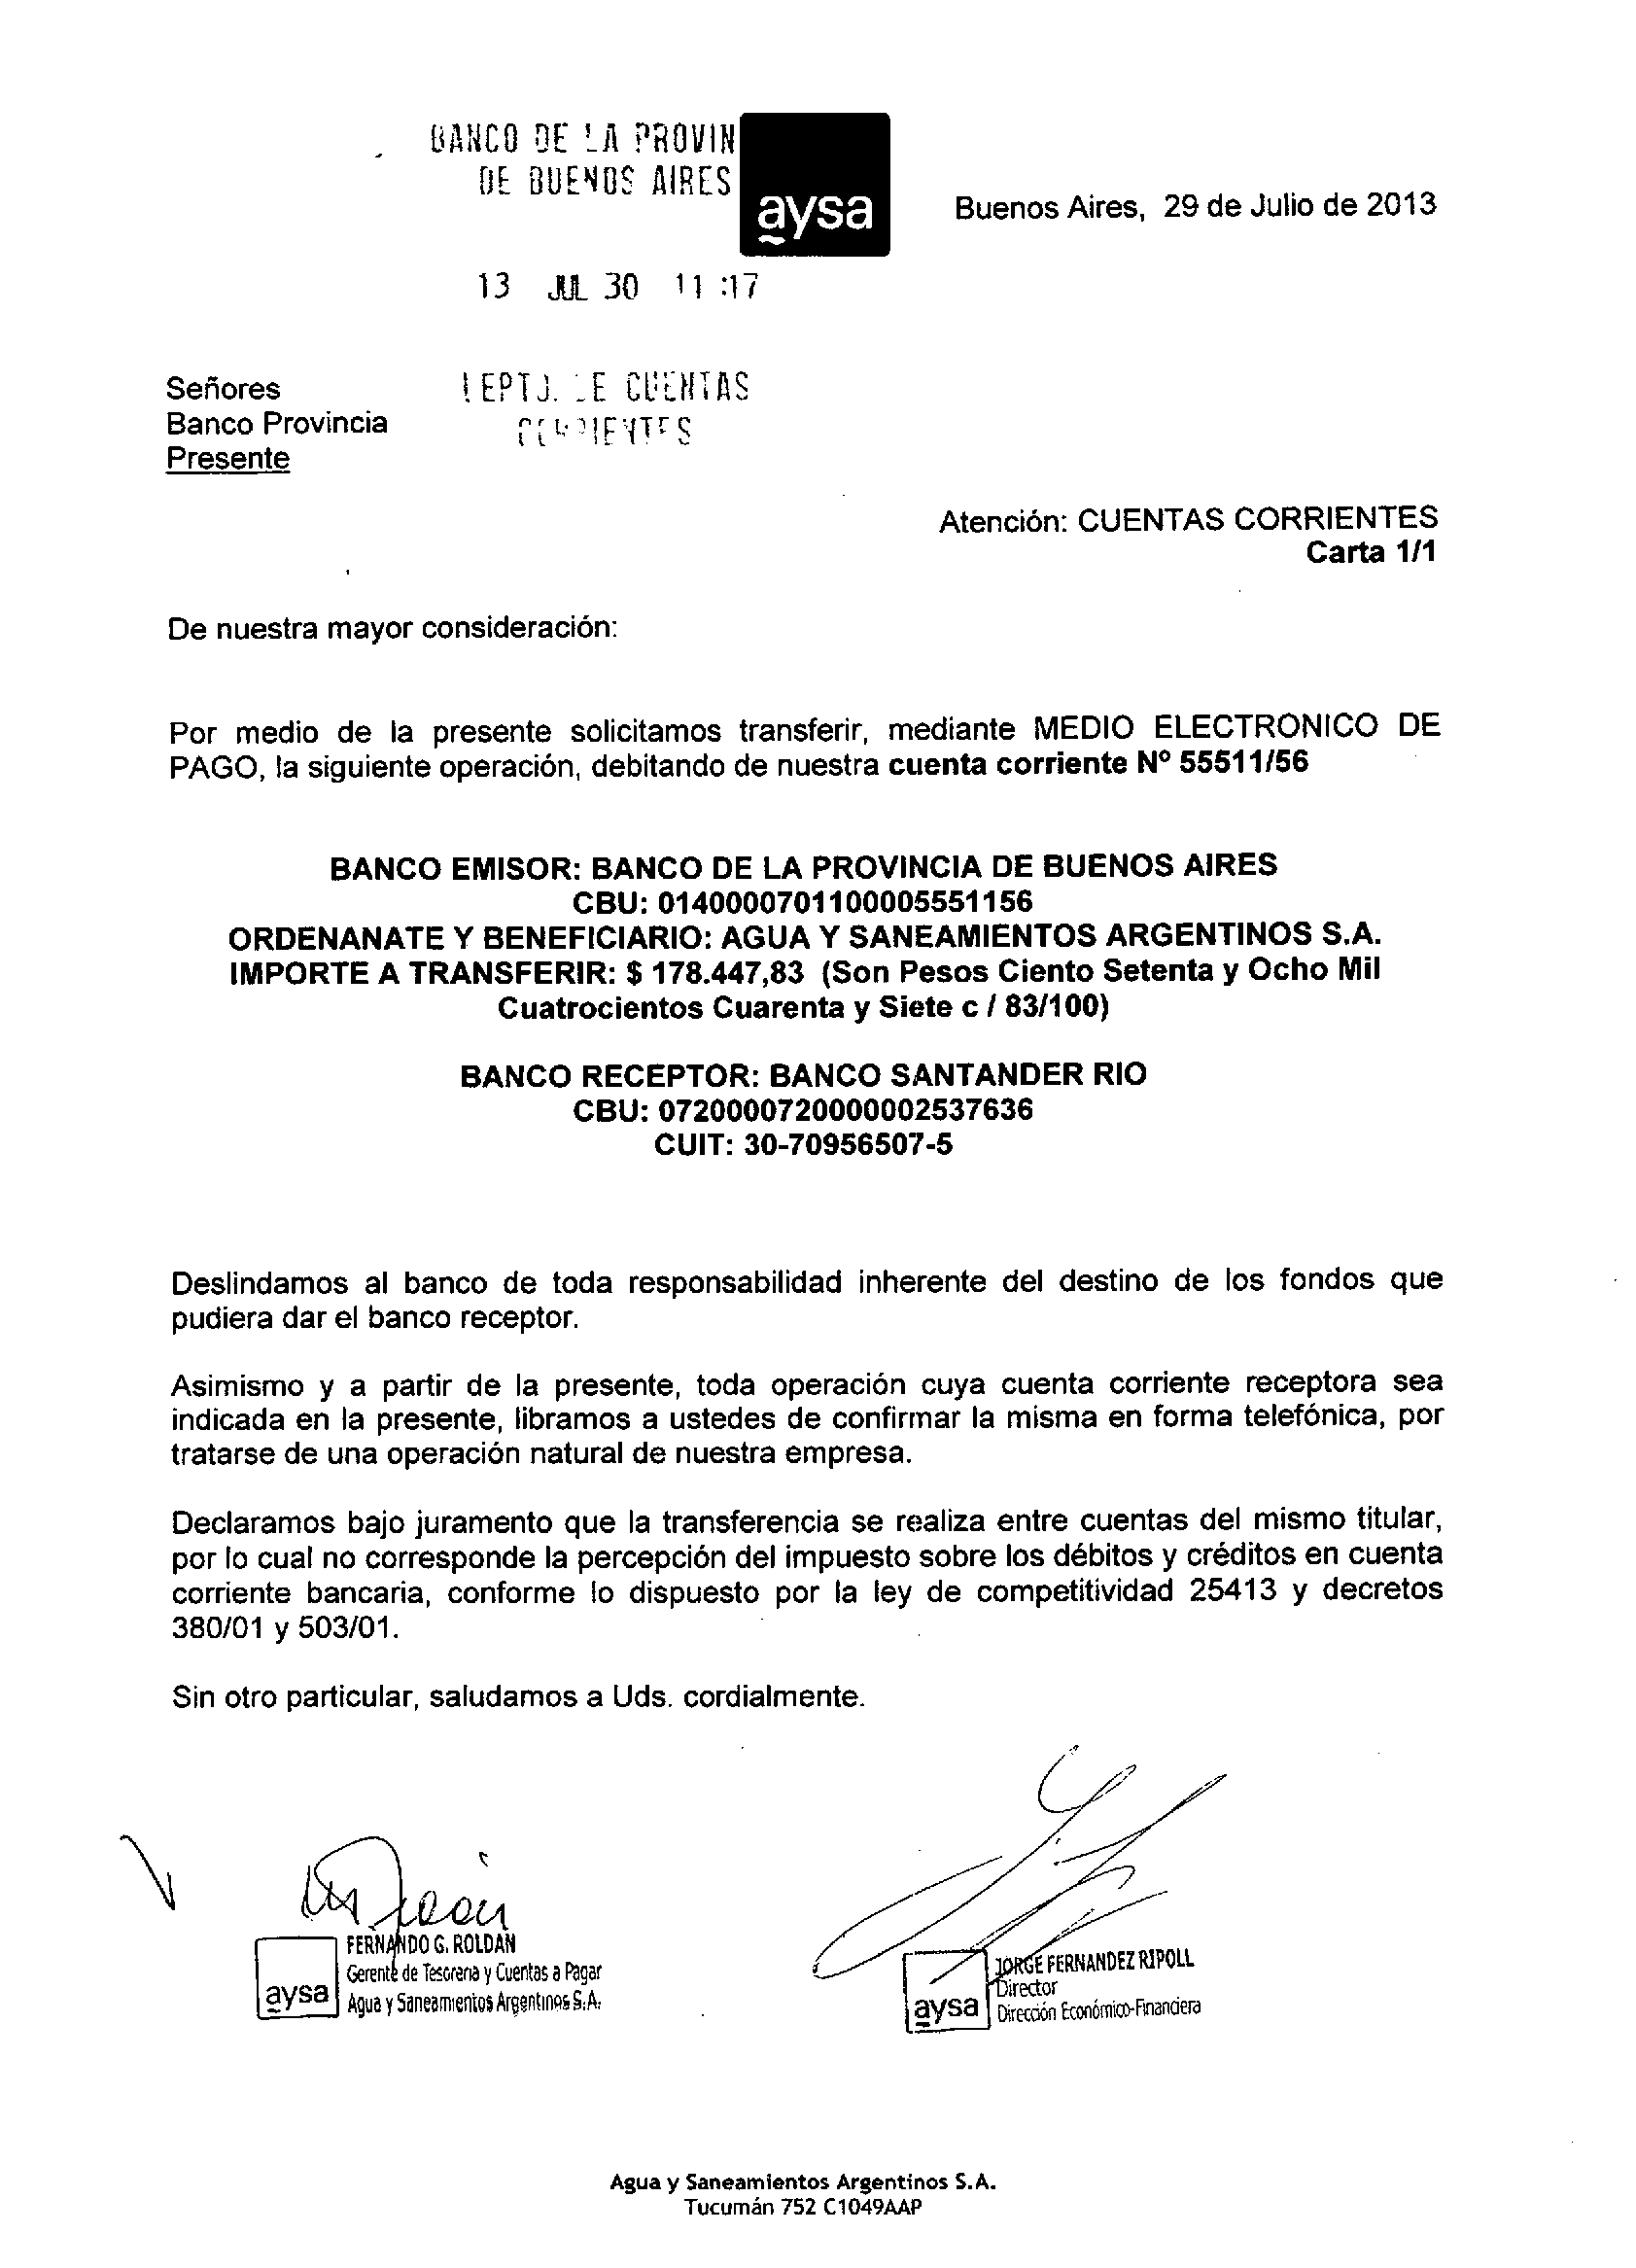 BANCO DE LA PROVIN
DE BUENOS AIRES
aysa
Buenos Aires, 29 de Julio de 2013
13 JUL 30 11:17
Señores
Banco Provincia
Presente
DE CUENTAS
Atención: CUENTAS CORRIENTES
Carta 1/1
De nuestra mayor consideración:
Por medio de la presente solicitamos transferir, mediante MEDIO ELECTRONICO DE
PAGO, la siguiente operación, debitando de nuestra cuenta corriente Nº 55511/56
BANCO EMISOR: BANCO DE LA PROVINCIA DE BUENOS AIRES
CBU: 0140000701100005551156
ORDENANATE Y BENEFICIARIO: AGUA Y SANEAMIENTOS ARGENTINOS S.A.
IMPORTE A TRANSFERIR: $ 178.447,83 (Son Pesos Ciento Setenta y Ocho Mil
Cuatrocientos Cuarenta y Siete c / 83/100)
BANCO RECEPTOR: BANCO SANTANDER RIO
CBU: 0720000720000002537636
CUIT: 30-70956507-5
Deslindamos al banco de toda responsabilidad inherente del destino de los fondos que
pudiera dar el banco receptor.
Asimismo y a partir de la presente, toda operación cuya cuenta corriente receptora sea
indicada en la presente, libramos a ustedes de confirmar la misma en forma telefónica, por
tratarse de una operación natural de nuestra empresa.
Declaramos bajo juramento que la transferencia se realiza entre cuentas del mismo titular,
por lo cual no corresponde la percepción del impuesto sobre los débitos y créditos en cuenta
corriente bancaria, conforme lo dispuesto por la ley de competitividad 25413 y decretos
380/01 y 503/01.
Sin otro particular, saludamos a Uds. cordialmente.
FERNANDO G. ROLDAN
Gerente de Tesoreria y Cuentas a Pagar
aysa Agua y Saneamientos Argentinos S.A.
JORGE FERNANDEZ RIPOLL
Director
aysa Dirección Económico-Financiera
Agua y Saneamientos Argentinos S.A.
Tucumán 752 C1049AAP